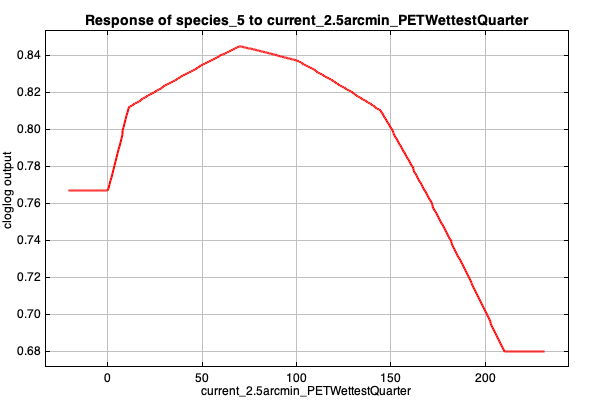 Response of species_5 to current_2.5arcmin_PETWettestQuarter
cloglog output
0.84
0.82
0.80
0.78
0.76
0.74
0.72
0.70
0.68
0 50 100 150 200
current_2.5arcmin_PETWettestQuarter